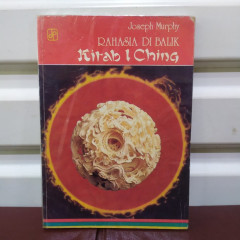 Joseph Murphy
RAHASIA DI BALIK
Kitab I Ching